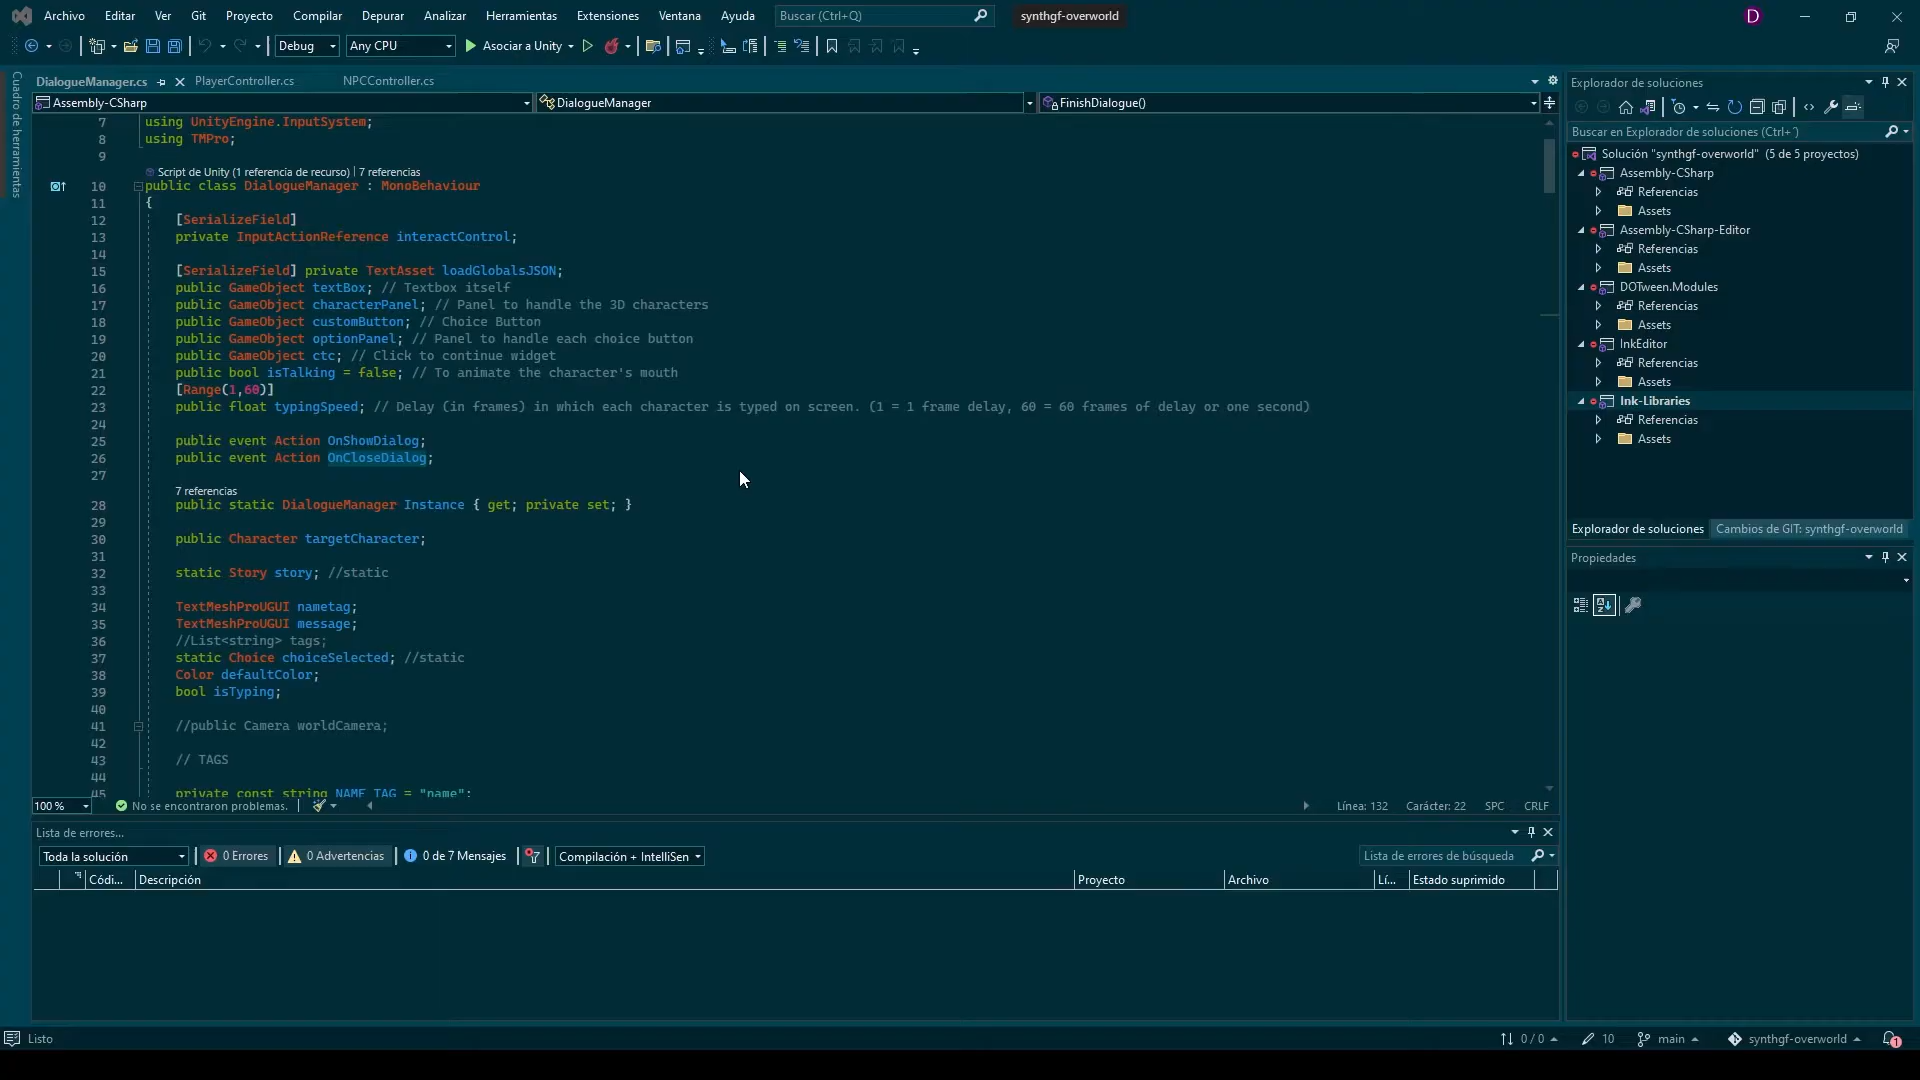 Archivo Editar Ver Git Proyecto Compilar Depurar Analizar Herramientas Extensiones Ventana Ayuda Buscar (Ctrl+Q) synthgf-overworld D
Debug Any CPU Asociar a Unity
Cuadro de herramientas
DialogueManager.cs PlayerController.cs NPCController.cs
Assembly-CSharp DialogueManager FinishDialogue()
7 using UnityEngine.InputSystem;
8 using TMPro;
9
Script de Unity (1 referencia de recurso) | 7 referencias
10 public class DialogueManager : MonoBehaviour
11 {
12 [SerializeField]
13 private InputActionReference interactControl;
14
15 [SerializeField] private TextAsset loadGlobalsJSON;
16 public GameObject textBox; // Textbox itself
17 public GameObject characterPanel; // Panel to handle the 3D characters
18 public GameObject customButton; // Choice Button
19 public GameObject optionPanel; // Panel to handle each choice button
20 public GameObject ctc; // Click to continue widget
21 public bool isTalking = false; // To animate the character's mouth
22 [Range(1,60)]
23 public float typingSpeed; // Delay (in frames) in which each character is typed on screen. (1 = 1 frame delay, 60 = 60 frames of delay or one second)
24
25 public event Action OnShowDialog;
26 public event Action OnCloseDialog;
27
7 referencias
28 public static DialogueManager Instance { get; private set; }
29
30 public Character targetCharacter;
31
32 static Story story; //static
33
34 TextMeshProUGUI nametag;
35 TextMeshProUGUI message;
36 //List<string> tags;
37 static Choice choiceSelected; //static
38 Color defaultColor;
39 bool isTyping;
40
41 //public Camera worldCamera;
42
43 // TAGS
44
45 private const string NAME_TAG = "name";
100 % No se encontraron problemas. Línea: 132 Carácter: 22 SPC CRLF
Lista de errores...
Toda la solución 0 Errores 0 Advertencias 0 de 7 Mensajes Compilación + IntelliSen Lista de errores de búsqueda
Códi... Descripción Proyecto Archivo Lí... Estado suprimido
Explorador de soluciones
Buscar en Explorador de soluciones (Ctrl+´)
Solución "synthgf-overworld" (5 de 5 proyectos)
Assembly-CSharp
Referencias
Assets
Assembly-CSharp-Editor
Referencias
Assets
DOTween.Modules
Referencias
Assets
InkEditor
Referencias
Assets
Ink-Libraries
Referencias
Assets
Explorador de soluciones Cambios de GIT: synthgf-overworld
Propiedades
Listo 0 / 0 10 main synthgf-overworld 1